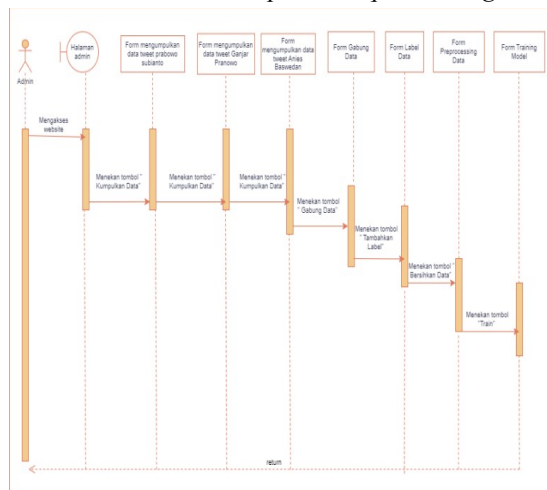 Halaman
admin
Form mengumpulkan
data tweet prabowo
subianto
Form mengumpulkan
data tweet Ganjar
Pranowo
Form
mengumpulkan data
tweet Anies
Baswedan
Form Gabung
Data
Form Label Data
Form
Preprocessing
Data
Form Training
Model
Admin
Mengakses
website
Menekan tombol "
Kumpulkan Data"
Menekan tombol "
Kumpulkan Data"
Menekan tombol "
Kumpulkan Data"
Menekan tombol
" Gabung Data"
Menekan tombol
" Tambahkan
Label"
Menekan tombol "
Bersihkan Data"
Menekan tombol
"Train"
return